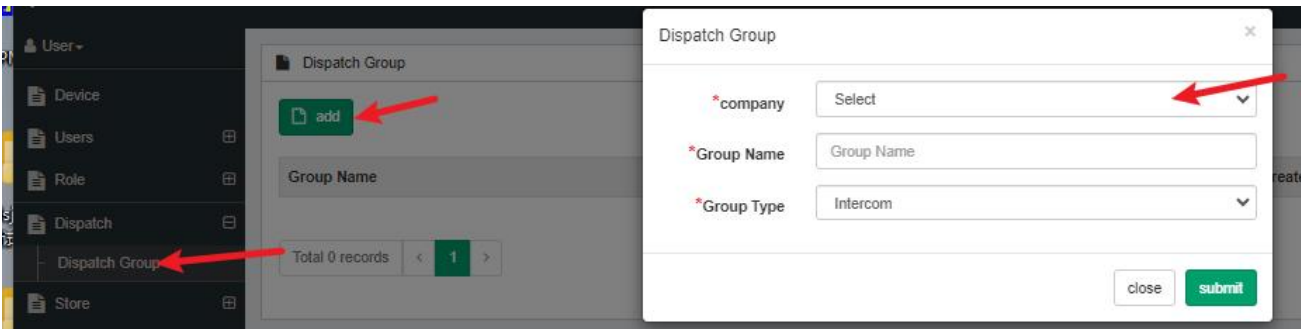 User
Device
Users
Role
Dispatch
Dispatch Group
Store
Dispatch Group
add
Group Name
Total 0 records < 1 >
Dispatch Group ×
*company Select
*Group Name Group Name
*Group Type Intercom
close submit